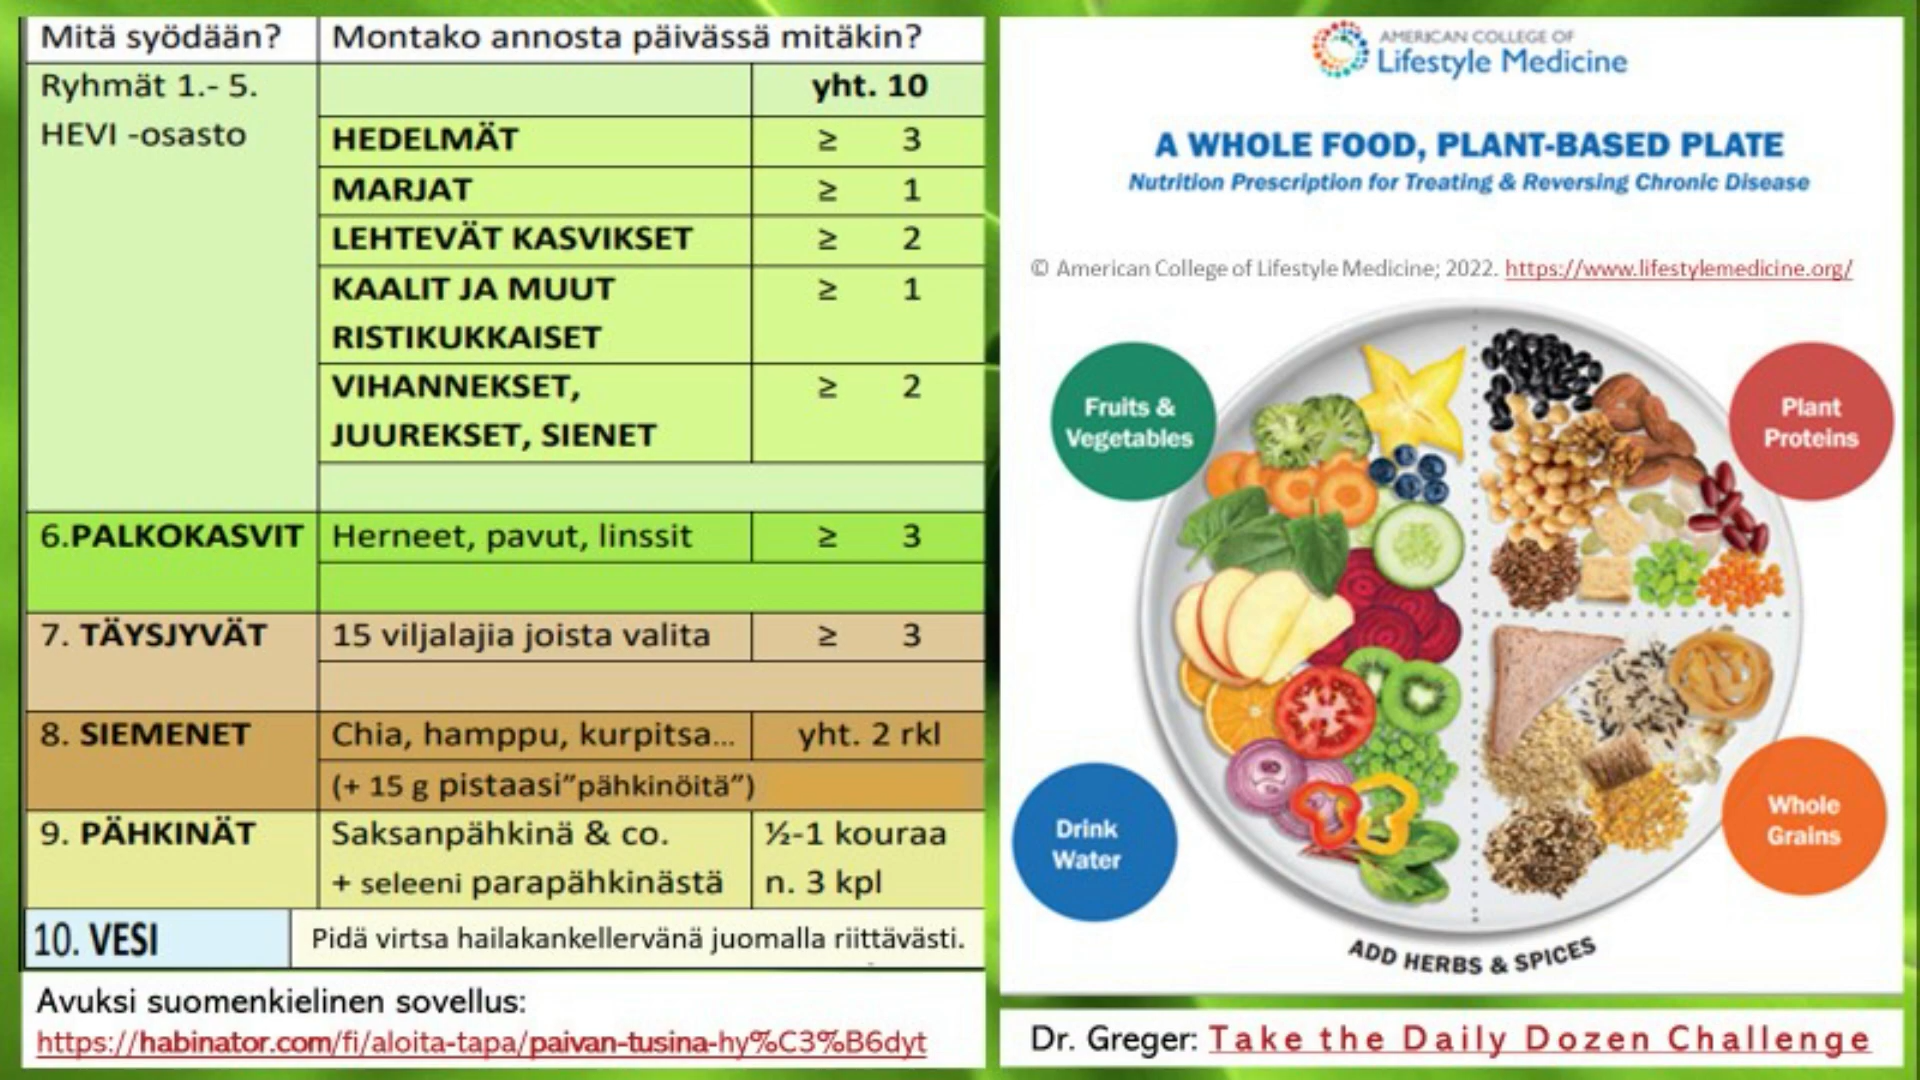 Mitä syödään? Montako annosta päivässä mitäkin?
Ryhmät 1.- 5. yht. 10
HEVI -osasto HEDELMÄT ≥ 3
MARJAT ≥ 1
LEHTEVÄT KASVIKSET ≥ 2
KAALIT JA MUUT ≥ 1
RISTIKUKKAISET
VIHANNEKSET, ≥ 2
JUUREKSET, SIENET
6.PALKOKASVIT Herneet, pavut, linssit ≥ 3
7. TÄYSJYVÄT 15 viljalajia joista valita ≥ 3
8. SIEMENET Chia, hamppu, kurpitsa... yht. 2 rkl
(+ 15 g pistaasi”pähkinöitä”)
9. PÄHKINÄT Saksanpähkinä & co. ½-1 kouraa
+ seleeni parapähkinästä n. 3 kpl
10. VESI Pidä virtsa hailakankellervänä juomalla riittävästi.
Avuksi suomenkielinen sovellus:
https://habinator.com/fi/aloita-tapa/paivan-tusina-hy%C3%B6dyt
AMERICAN COLLEGE OF
Lifestyle Medicine
A WHOLE FOOD, PLANT-BASED PLATE
Nutrition Prescription for Treating & Reversing Chronic Disease
© American College of Lifestyle Medicine; 2022. https://www.lifestylemedicine.org/
Fruits &
Vegetables
Plant
Proteins
Drink
Water
Whole
Grains
ADD HERBS & SPICES
Dr. Greger: Take the Daily Dozen Challenge